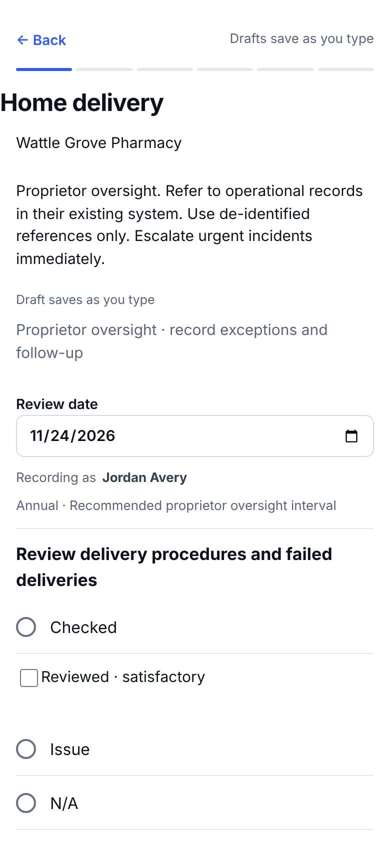 ← Back
Drafts save as you type
Home delivery
Wattle Grove Pharmacy
Proprietor oversight. Refer to operational records
in their existing system. Use de-identified
references only. Escalate urgent incidents
immediately.
Draft saves as you type
Proprietor oversight · record exceptions and
follow-up
Review date
11/24/2026
Recording as Jordan Avery
Annual · Recommended proprietor oversight interval
Review delivery procedures and failed
deliveries
Checked
Reviewed · satisfactory
Issue
N/A